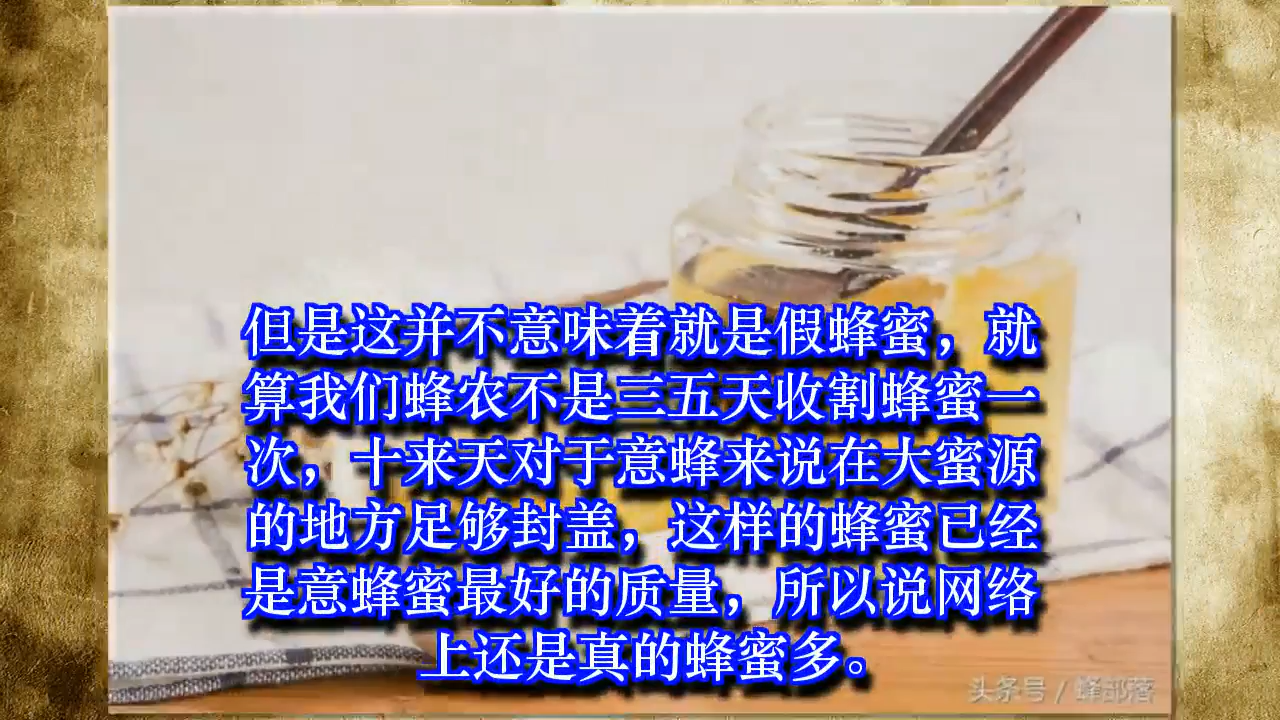 但是这并不意味着就是假蜂蜜，就
算我们蜂农不是三五天收割蜂蜜一
次，十来天对于意蜂来说在大蜜源
的地方足够封盖，这样的蜂蜜已经
是意蜂蜜最好的质量，所以说网络
上还是真的蜂蜜多。
头条号 / 蜂部落